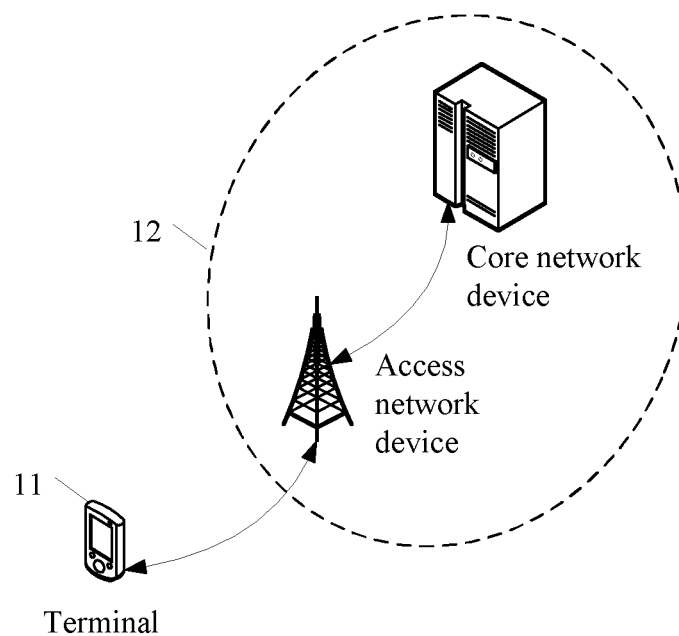 12
Core network
device
Access
network
device
11
Terminal